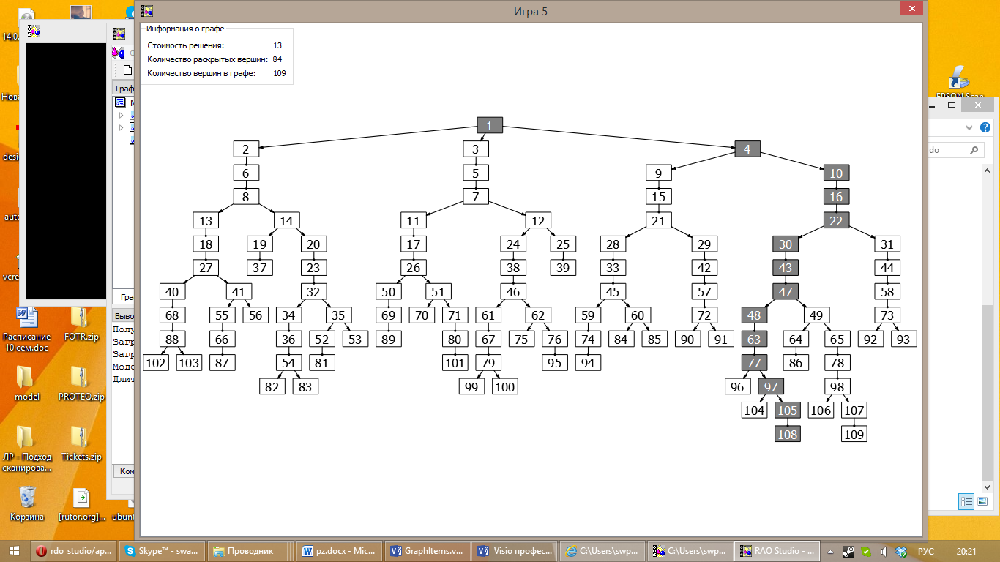 Игра 5
Информация о графе
Стоимость решения: 13
Количество раскрытых вершин: 84
Количество вершин в графе: 109
1
2 3 4
6 5 9 10
8 7 15 16
13 14 11 12 21 22
18 19 20 17 24 25 28 29 30 31
27 37 23 26 38 39 33 42 43 44
40 41 32 50 51 46 45 57 47 58
68 55 56 34 35 69 70 71 61 62 59 60 72 48 49 73
88 66 36 52 53 89 80 67 75 76 74 84 85 90 91 63 64 65 92 93
102 103 87 54 81 101 79 95 94 77 86 78
82 83 99 100 96 97 98
104 105 106 107
108 109
14.0
Нова
desi
auto
vcre
Граф
Гра
Выво
Полу
Загр
Загр
Моде
Длит
Ком
EPSON Scan
rdo
Расписание
10 сем.doc
FOTR.zip
model
PROTEQ.zip
ЛР - Подход
сканирова...
Tickets.zip
Корзина
[rutor.org]...
ubunt
rdo_studio/ap...
Skype™ - swa...
Проводник
pz.docx - Mic...
GraphItems.v...
Visio професс...
C:\Users\swp...
C:\Users\swp...
RAO Studio - ...
РУС
20:21